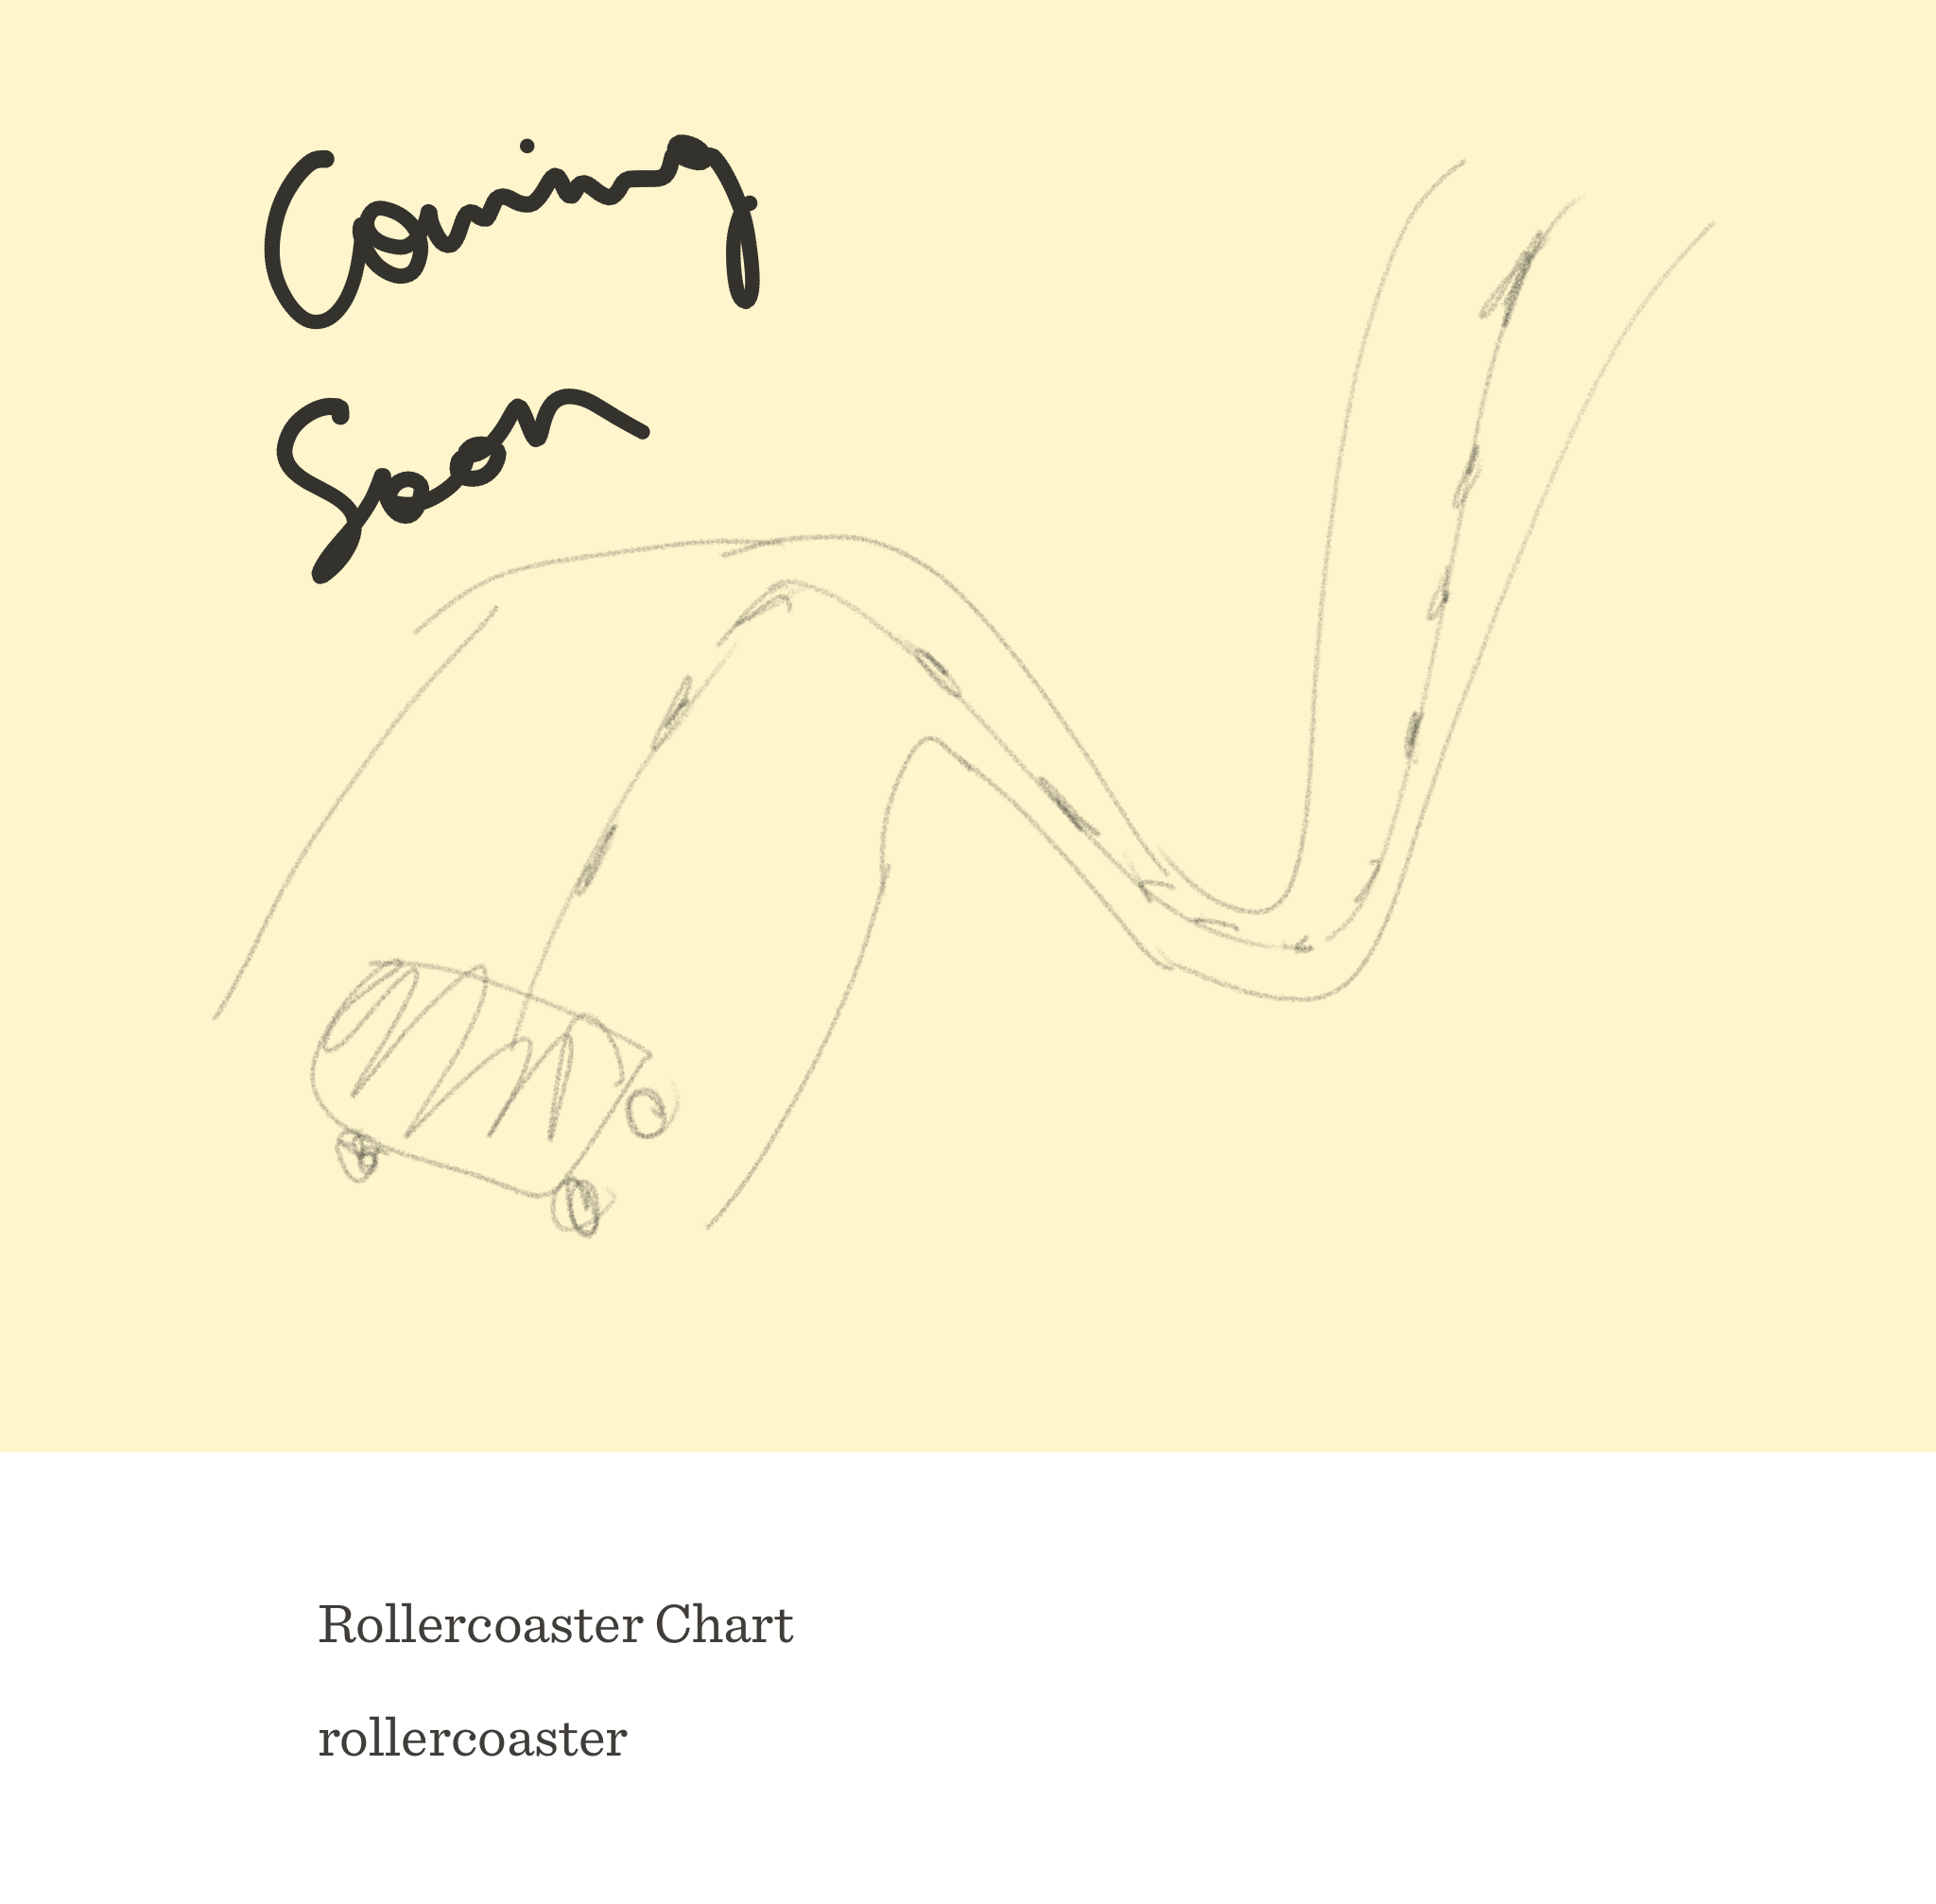 Coming
Soon
Rollercoaster Chart
rollercoaster